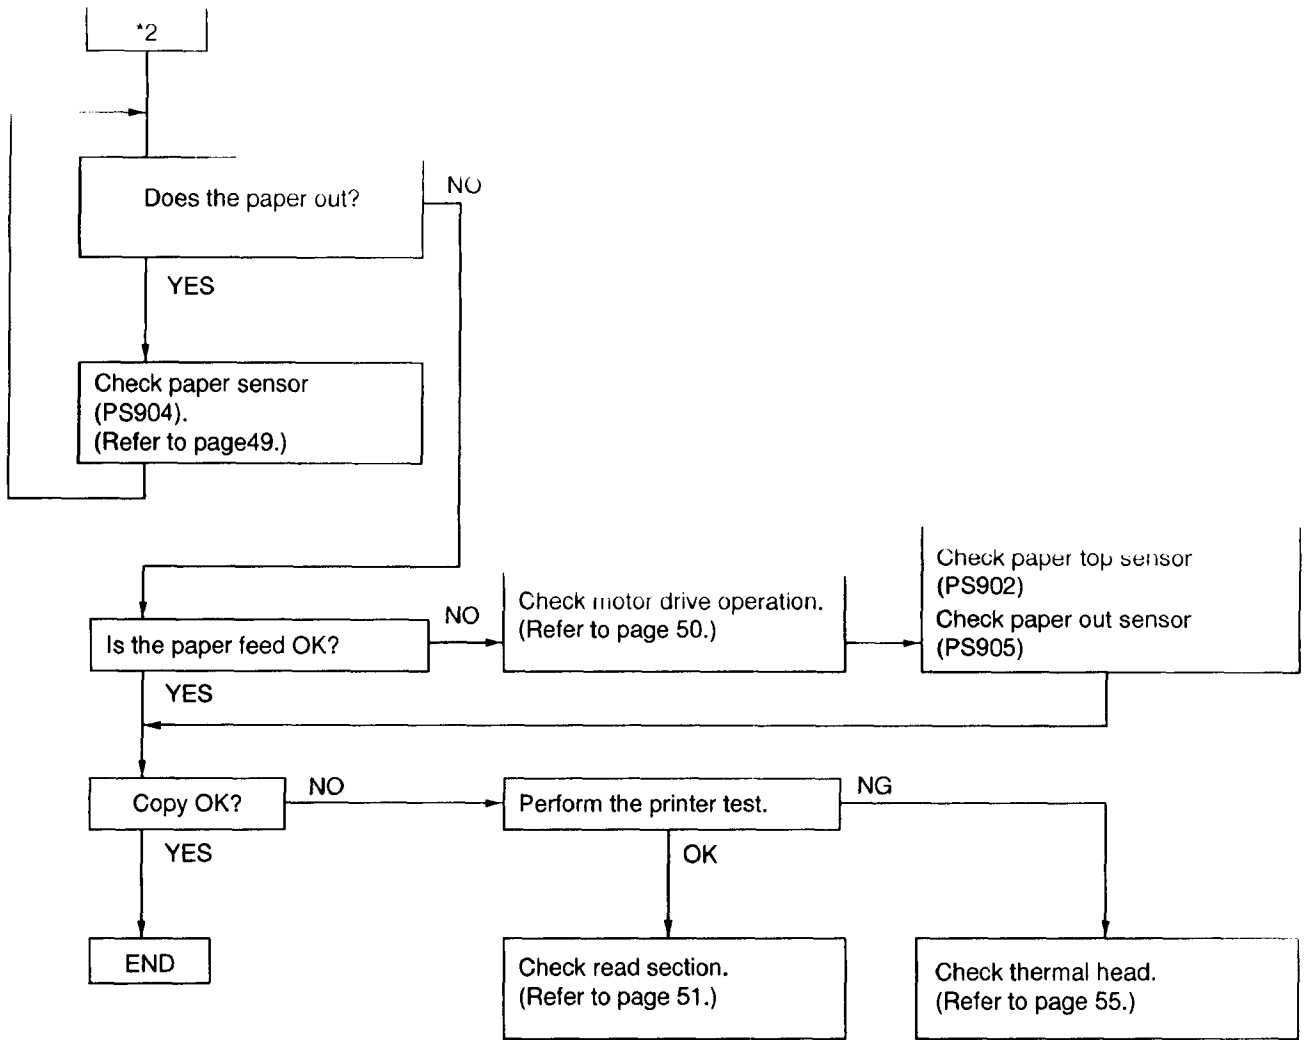 *2
Does the paper out?
NO
YES
Check paper sensor
(PS904).
(Refer to page49.)
Is the paper feed OK?
NO
Check motor drive operation.
(Refer to page 50.)
Check paper top sensor
(PS902)
Check paper out sensor
(PS905)
YES
Copy OK?
NO
Perform the printer test.
NG
YES
OK
END
Check read section.
(Refer to page 51.)
Check thermal head.
(Refer to page 55.)